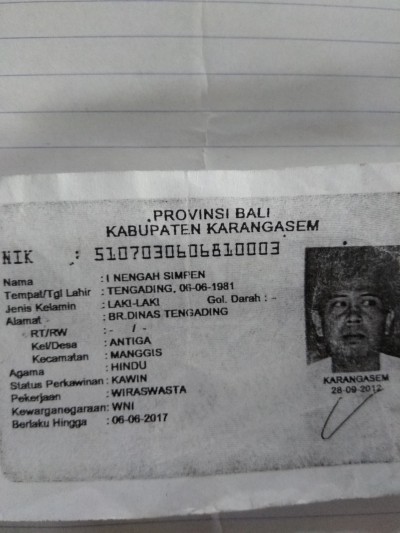 PROVINSI BALI
KABUPATEN KARANGASEM
NIK : 5107030606810003
Nama : I NENGAH SIMPEN
Tempat/Tgl Lahir : TENGADING, 06-06-1981
Jenis Kelamin : LAKI-LAKI Gol. Darah : -
Alamat : BR.DINAS TENGADING
RT/RW : - / -
Kel/Desa : ANTIGA
Kecamatan : MANGGIS
Agama : HINDU
Status Perkawinan : KAWIN
Pekerjaan : WIRASWASTA
Kewarganegaraan: WNI
Berlaku Hingga : 06-06-2017
KARANGASEM
28-09-2012